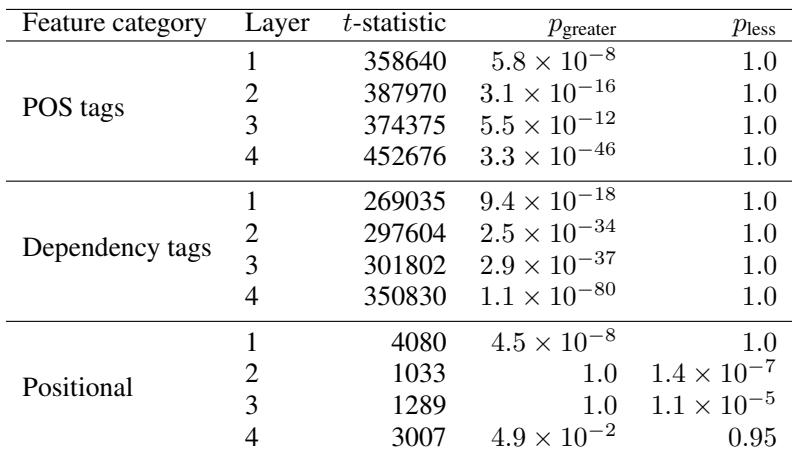 Feature category Layer t-statistic p_greater p_less
1 358640 5.8 × 10^−8 1.0
POS tags 2 387970 3.1 × 10^−16 1.0
3 374375 5.5 × 10^−12 1.0
4 452676 3.3 × 10^−46 1.0
1 269035 9.4 × 10^−18 1.0
Dependency tags 2 297604 2.5 × 10^−34 1.0
3 301802 2.9 × 10^−37 1.0
4 350830 1.1 × 10^−80 1.0
1 4080 4.5 × 10^−8 1.0
Positional 2 1033 1.0 1.4 × 10^−7
3 1289 1.0 1.1 × 10^−5
4 3007 4.9 × 10^−2 0.95